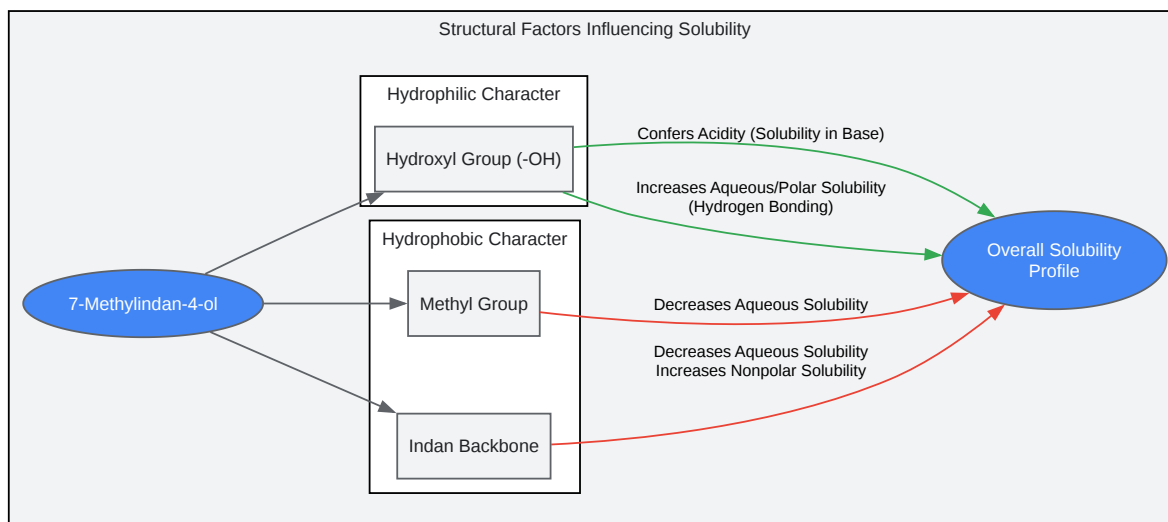 Structural Factors Influencing Solubility
Hydrophilic Character
Hydroxyl Group (-OH)
Confers Acidity (Solubility in Base)
Increases Aqueous/Polar Solubility
(Hydrogen Bonding)
Hydrophobic Character
Methyl Group
Decreases Aqueous Solubility
7-Methylindan-4-ol
Overall Solubility
Profile
Decreases Aqueous Solubility
Increases Nonpolar Solubility
Indan Backbone